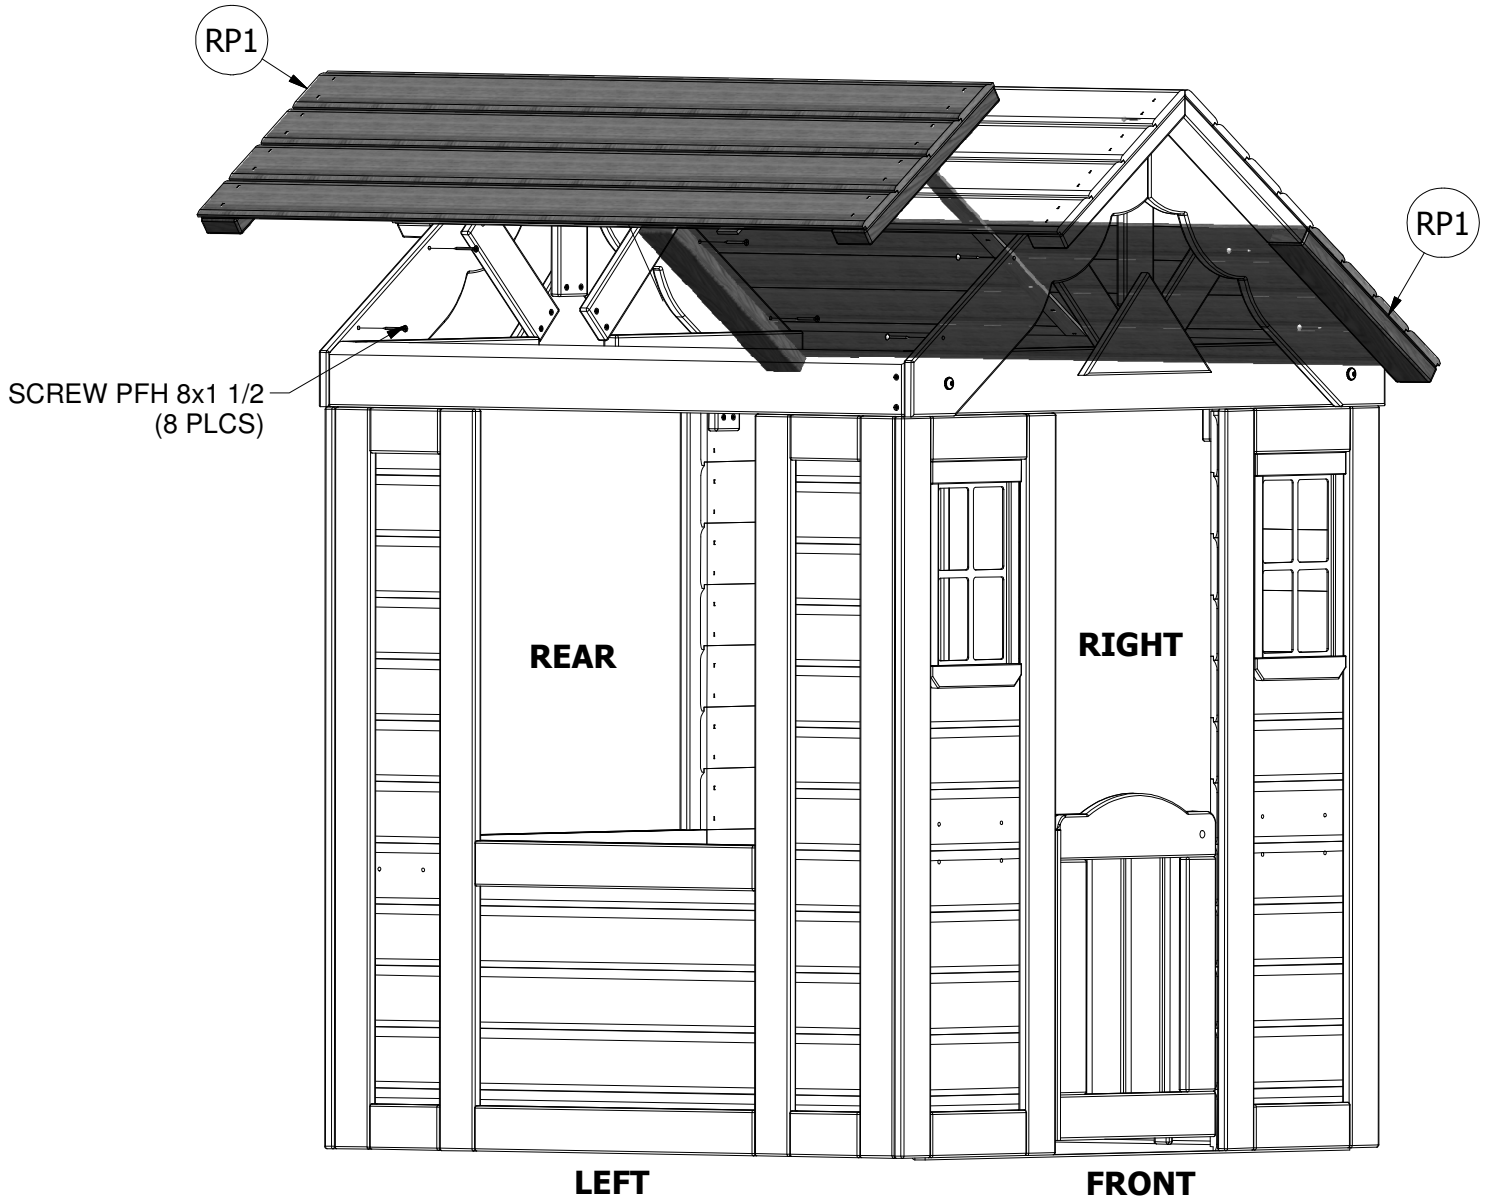 RP1
RP1
SCREW PFH 8x1 1/2
(8 PLCS)
REAR
RIGHT
LEFT
FRONT